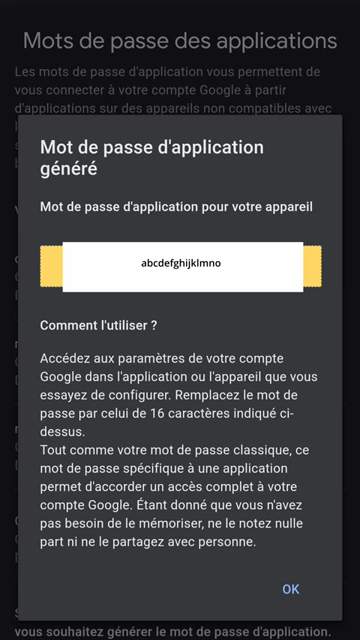 Mots de passe des applications
Les mots de passe d'application vous permettent de
vous connecter à votre compte Google à partir
d'applications sur des appareils non compatibles avec
Mot de passe d'application
généré
Mot de passe d'application pour votre appareil
abcdefghijklmno
Comment l'utiliser ?
Accédez aux paramètres de votre compte
Google dans l'application ou l'appareil que vous
essayez de configurer. Remplacez le mot de
passe par celui de 16 caractères indiqué ci-
dessus.
Tout comme votre mot de passe classique, ce
mot de passe spécifique à une application
permet d'accorder un accès complet à votre
compte Google. Étant donné que vous n'avez
pas besoin de le mémoriser, ne le notez nulle
part ni ne le partagez avec personne.
OK
vous souhaitez générer le mot de passe d'application.